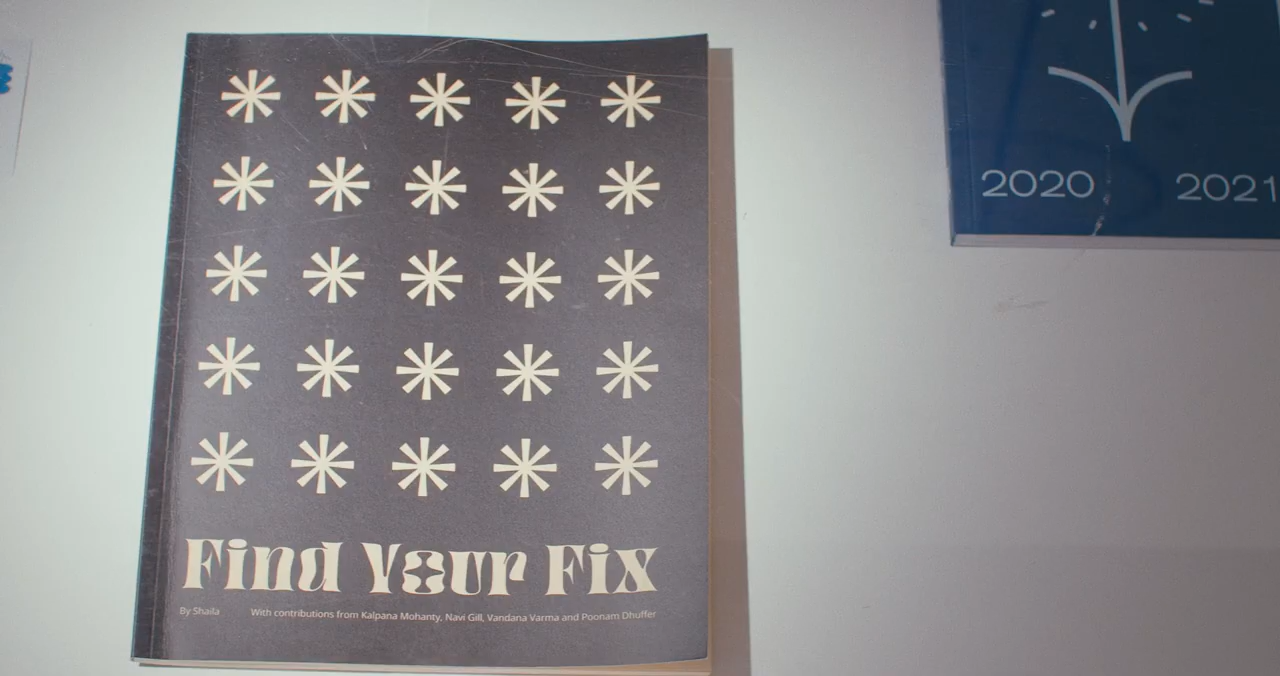 2020 2021
Find Your Fix
By Shaila With contributions from Kalpana Mohanty, Navi Gill, Vandana Varma and Poonam Dhuffer